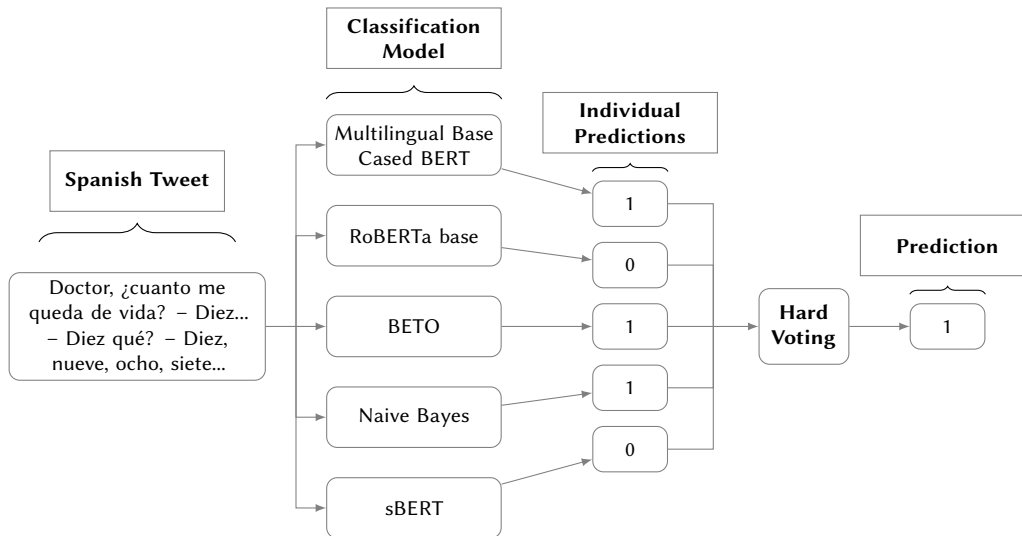 Classification
Model
Individual
Predictions
Spanish Tweet
Prediction
Doctor, ¿cuanto me
queda de vida? – Diez...
– Diez qué? – Diez,
nueve, ocho, siete...
Multilingual Base
Cased BERT
RoBERTa base
BETO
Naive Bayes
sBERT
1
0
1
1
0
Hard
Voting
1